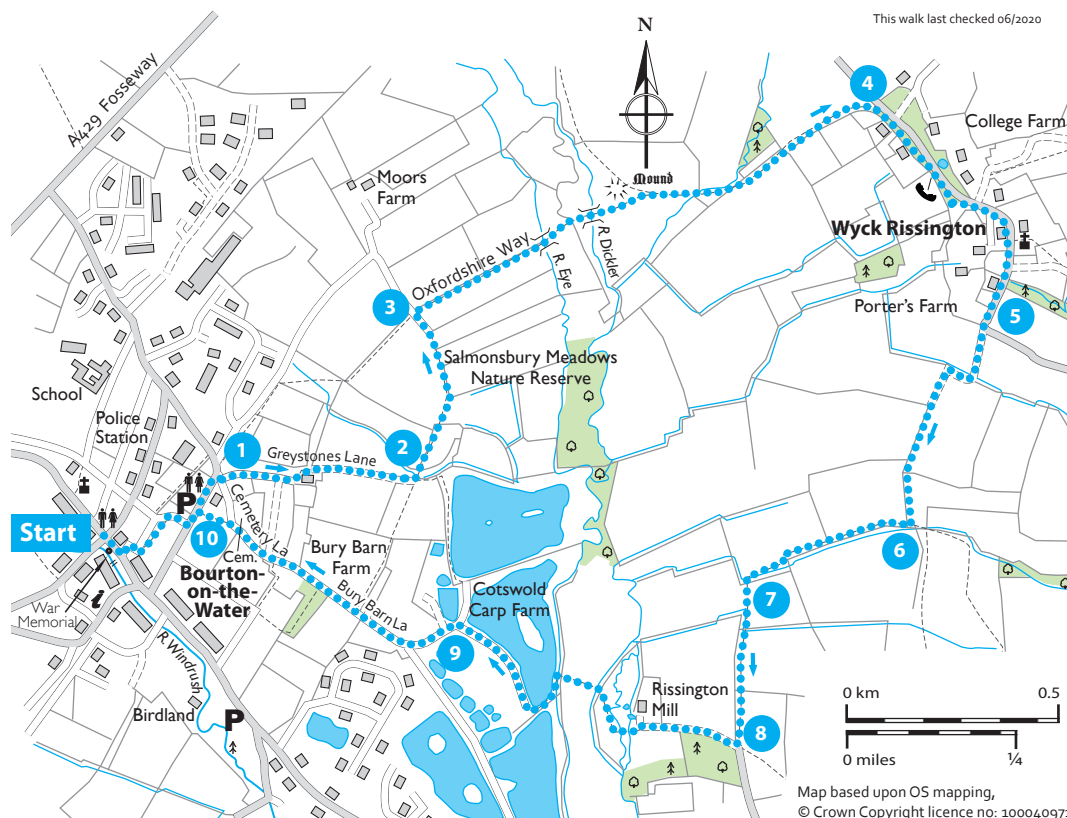 This walk last checked 06/2020
N
A429 Fosseway
4
College Farm
Moors
Farm
Mound
Wyck Rissington
Oxfordshire Way
R. Dickler
R. Eye
3
Porter's Farm
5
Salmonsbury Meadows
Nature Reserve
School
Police
Station
1
Greystones Lane
2
P
Start
10
Cemetery La
Cem.
Bury Barn
Farm
6
Bourton-
on-the-
Water
Cotswold
Carp Farm
7
War
Memorial
i
Bury Barn La
9
R Windrush
Rissington
Mill
Birdland
P
8
0 km 0.5
0 miles ¼
Map based upon OS mapping,
© Crown Copyright licence no: